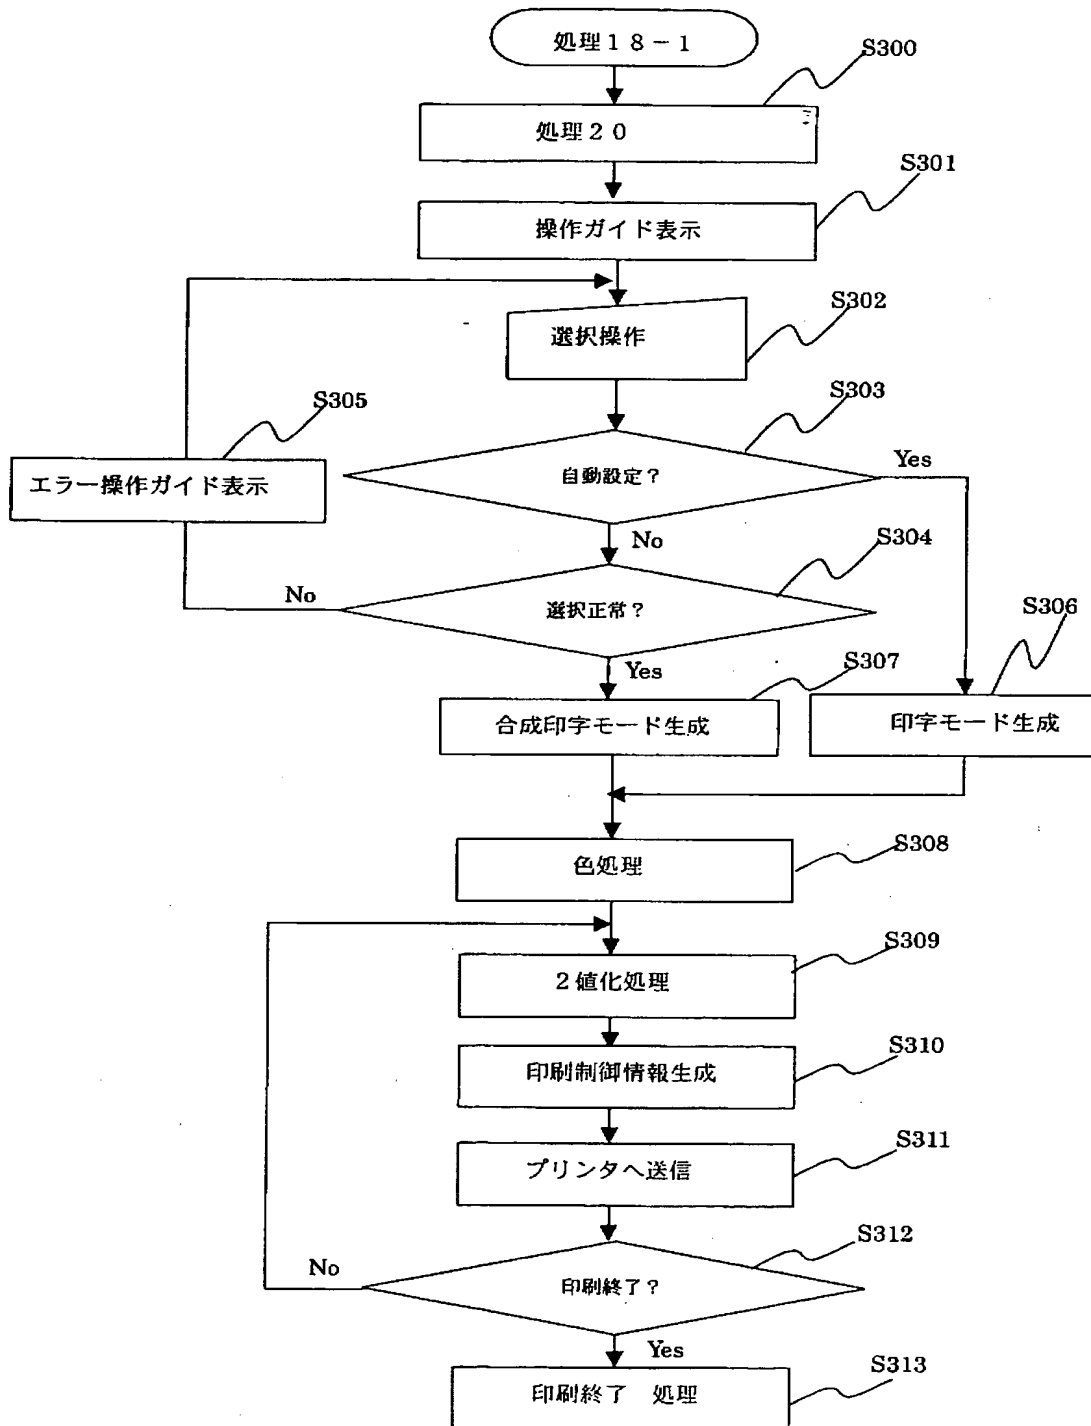 処理１８－１
S300
処理２０
S301
操作ガイド表示
S302
選択操作
S303
自動設定？
Yes
No
S304
選択正常？
No
Yes
S305
エラー操作ガイド表示
S306
印字モード生成
S307
合成印字モード生成
S308
色処理
S309
２値化処理
S310
印刷制御情報生成
S311
プリンタへ送信
S312
印刷終了？
No
Yes
S313
印刷終了　処理